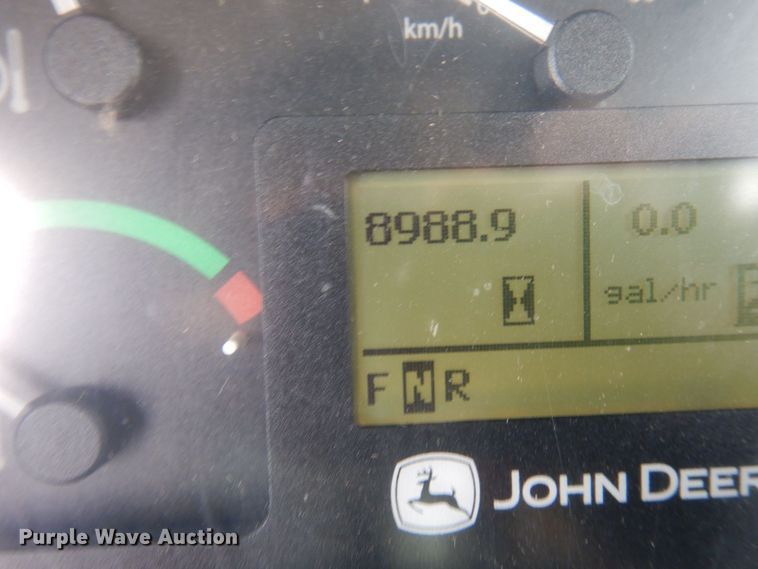 km/h
8988.9
0.0
gal/hr
F N R
JOHN DEER
Purple Wave Auction